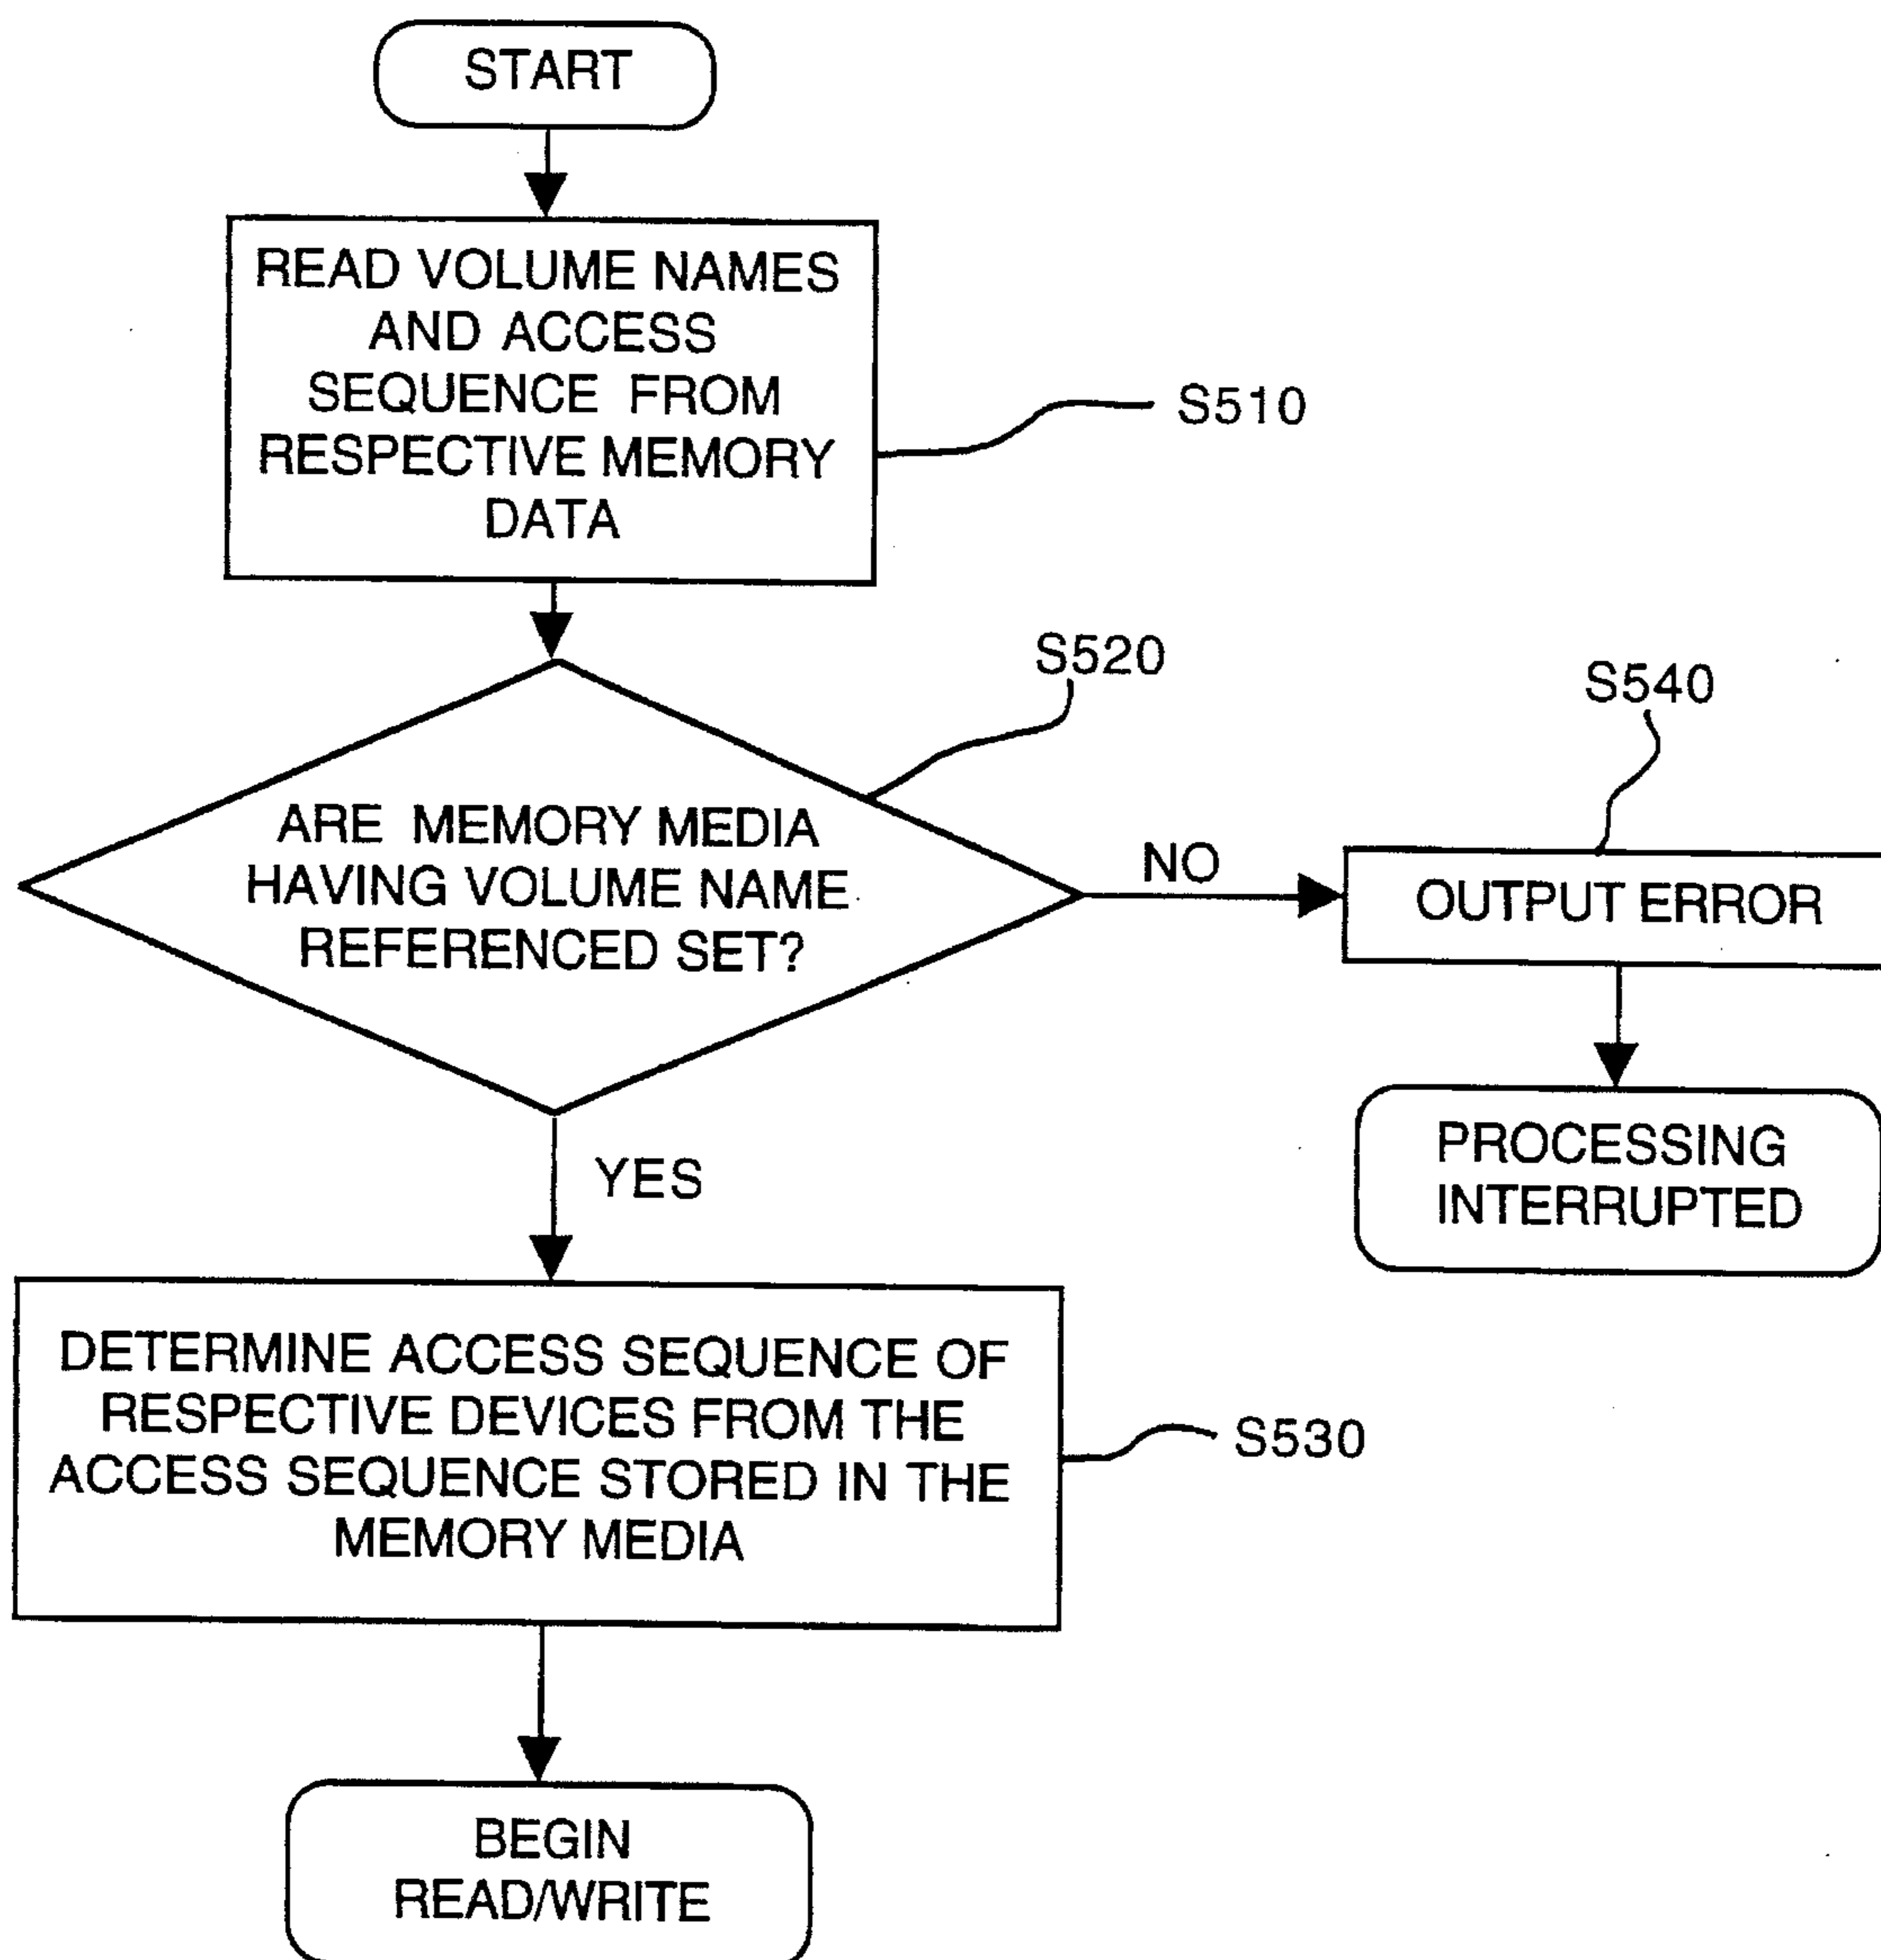 START
READ VOLUME NAMES
AND ACCESS
SEQUENCE FROM
RESPECTIVE MEMORY
DATA
S510
S520
ARE MEMORY MEDIA
HAVING VOLUME NAME
REFERENCED SET?
NO
S540
OUTPUT ERROR
PROCESSING
INTERRUPTED
YES
DETERMINE ACCESS SEQUENCE OF
RESPECTIVE DEVICES FROM THE
ACCESS SEQUENCE STORED IN THE
MEMORY MEDIA
S530
BEGIN
READ/WRITE